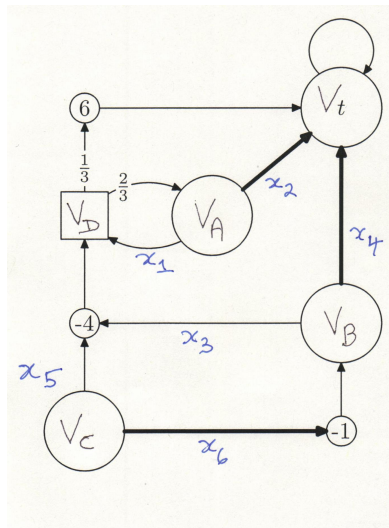 V_t
6
1/3
2/3
V_D
V_A
x_2
x_1
x_4
-4
x_3
V_B
x_5
V_C
x_6
-1